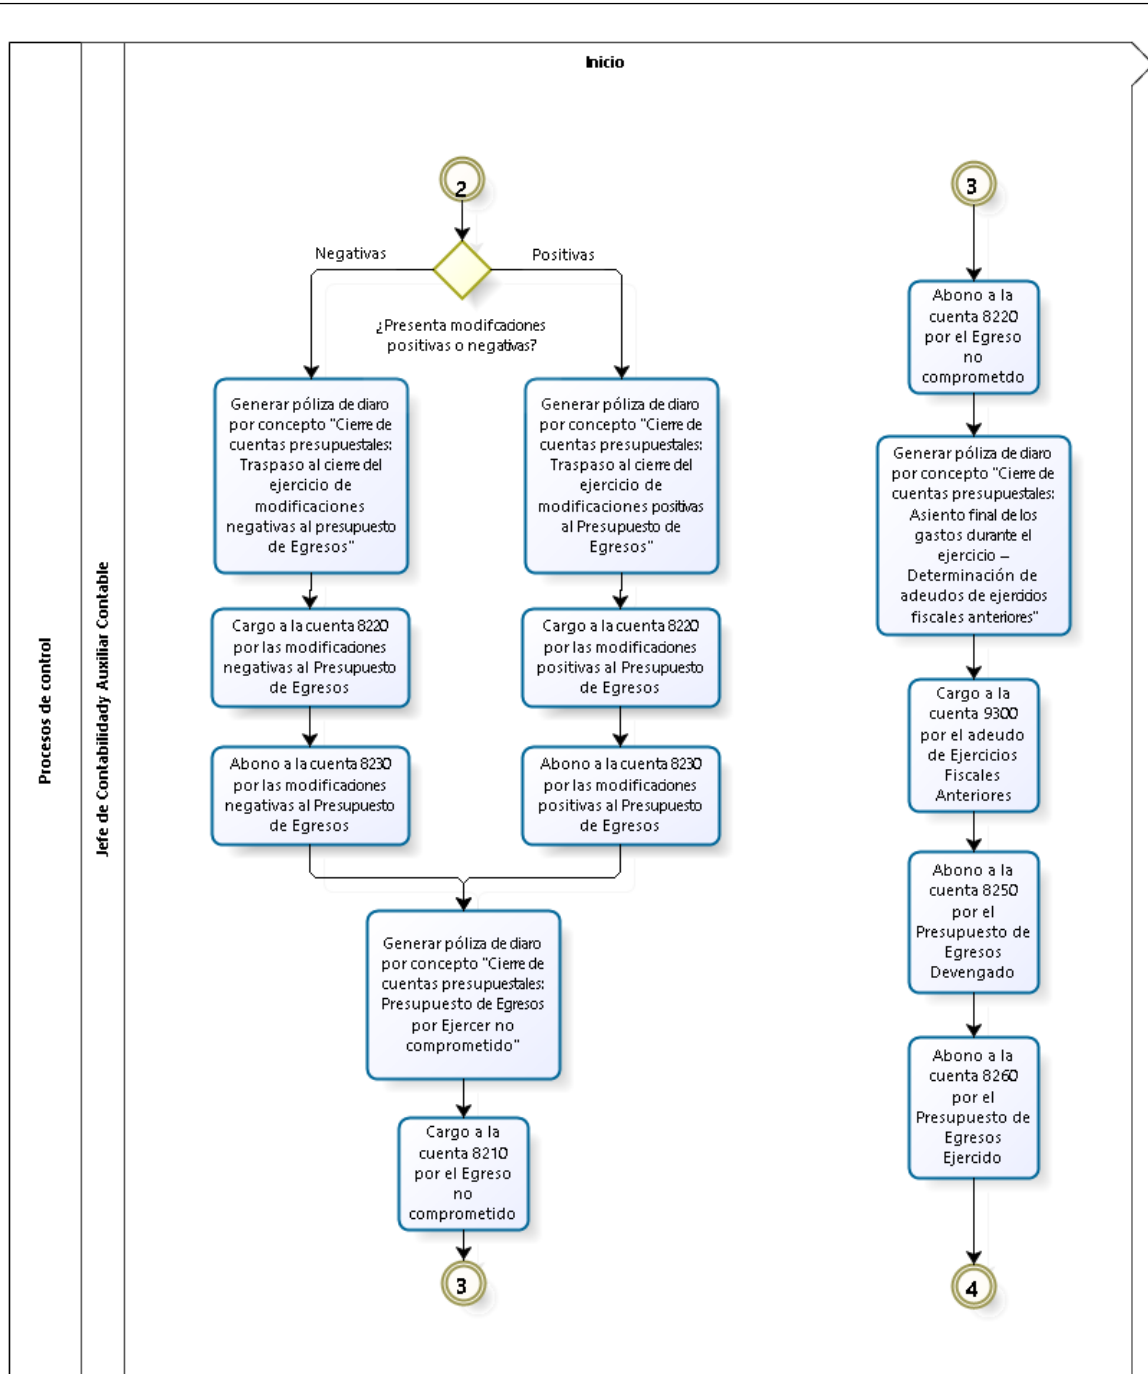 Inicio
Procesos de control
Jefe de Contabilidady Auxiliar Contable
2
Negativas
Positivas
¿Presenta modifcaciones
positivas o negativas?
Generar póliza de diaro
por concepto "Cierre de
cuentas presupuestales:
Traspaso al cierre del
ejercicio de
modificaciones
negativas al presupuesto
de Egresos"
Cargo a la cuenta 8220
por las modificaciones
negativas al Presupuesto
de Egresos
Abono a la cuenta 8230
por las modificaciones
negativas al Presupuesto
de Egresos
Generar póliza de diaro
por concepto "Cierre de
cuentas presupuestales:
Traspaso al cierre del
ejercicio de
modificaciones positivas
al Presupuesto de
Egresos"
Cargo a la cuenta 8220
por las modificaciones
positivas al Presupuesto
de Egresos
Abono a la cuenta 8230
por las modificaciones
positivas al Presupuesto
de Egresos
Generar póliza de diaro
por concepto "Cierre de
cuentas presupuestales:
Presupuesto de Egresos
por Ejercer no
comprometido"
Cargo a la
cuenta 8210
por el Egreso
no
comprometido
3
3
Abono a la
cuenta 8220
por el Egreso
no
comprometdo
Generar póliza de diaro
por concepto "Cierre de
cuentas presupuestales:
Asiento final de los
gastos durante el
ejercicio –
Determinación de
adeudos de ejercicios
fiscales anteriores"
Cargo a la
cuenta 9300
por el adeudo
de Ejercicios
Fiscales
Anteriores
Abono a la
cuenta 8250
por el
Presupuesto de
Egresos
Devengado
Abono a la
cuenta 8260
por el
Presupuesto de
Egresos
Ejercido
4